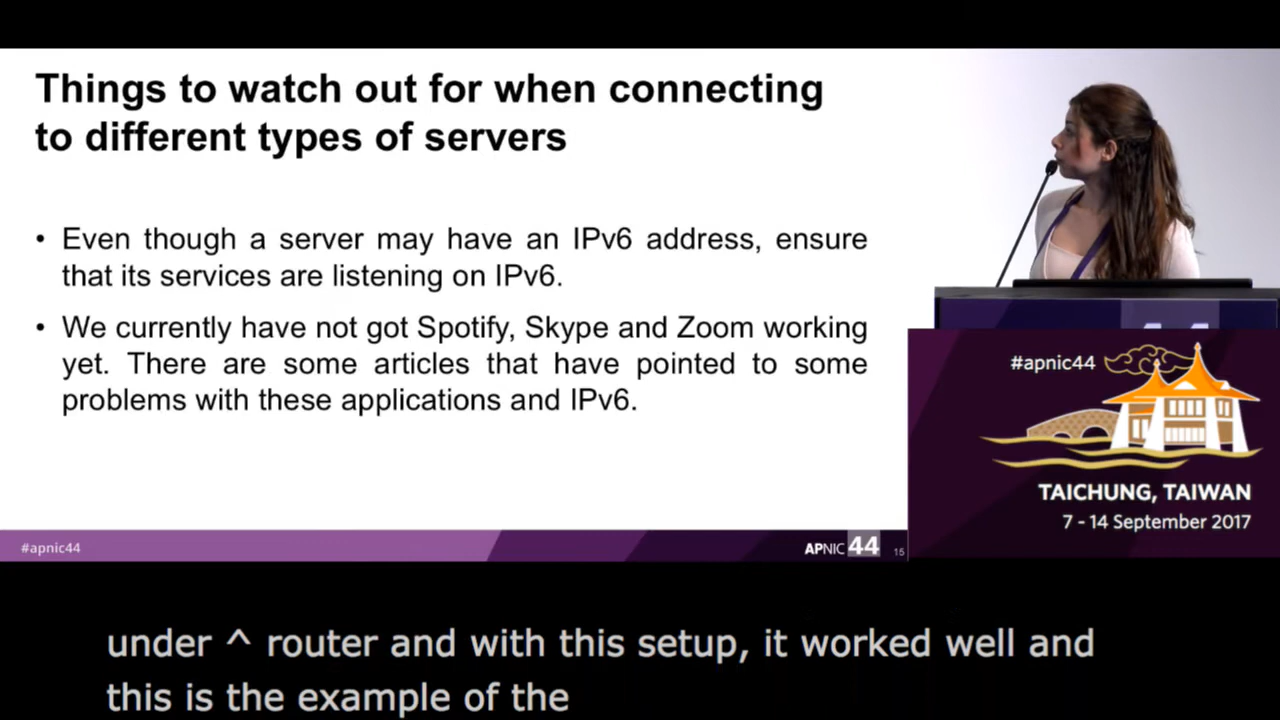 Things to watch out for when connecting
to different types of servers
• Even though a server may have an IPv6 address, ensure
that its services are listening on IPv6.
• We currently have not got Spotify, Skype and Zoom working
yet. There are some articles that have pointed to some
problems with these applications and IPv6.
#apnic44
APNIC 44
15
44
#apnic44
TAICHUNG, TAIWAN
7 - 14 September 2017
under ^ router and with this setup, it worked well and
this is the example of the